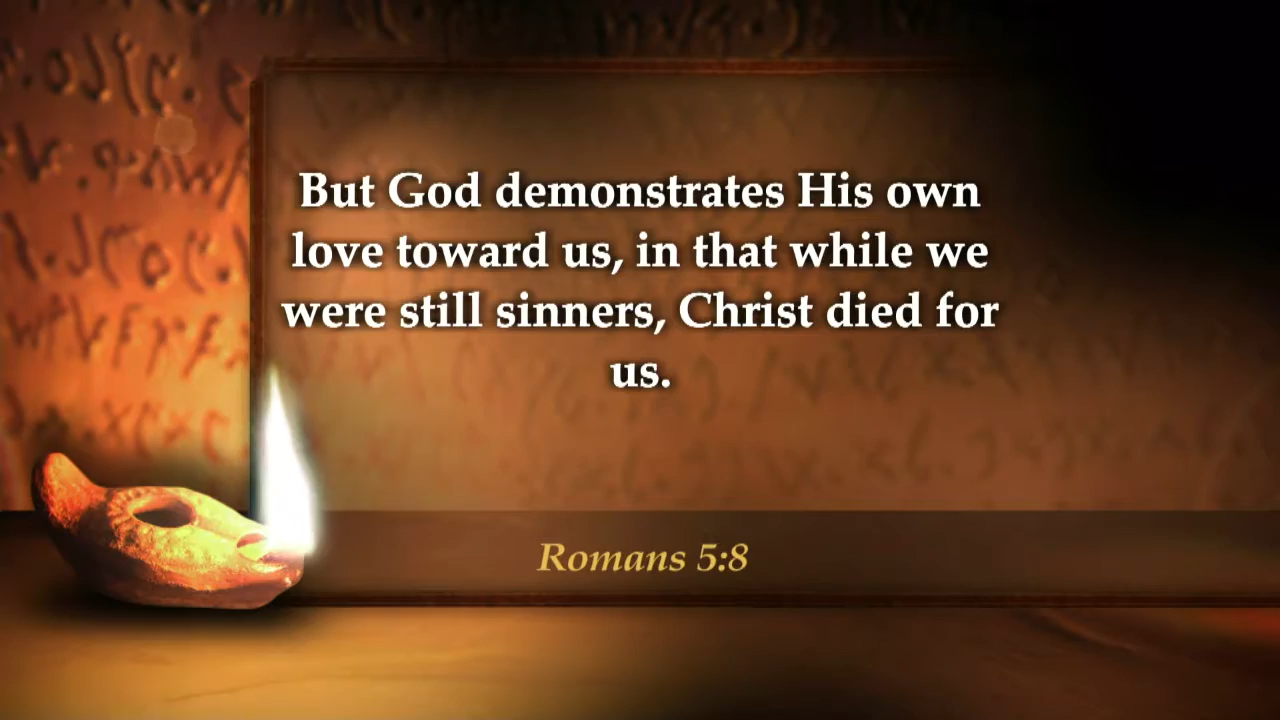 But God demonstrates His own
love toward us, in that while we
were still sinners, Christ died for
us.
Romans 5:8